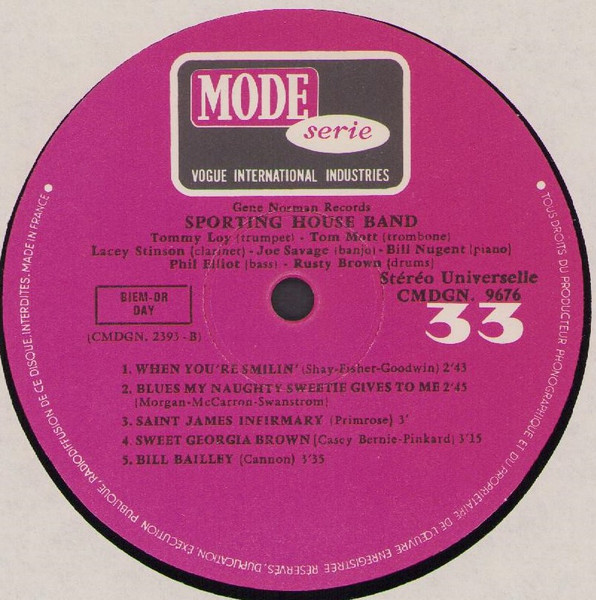 MODE
serie
VOGUE INTERNATIONAL INDUSTRIES
Gene Norman Records
SPORTING HOUSE BAND
Tommy Loy (trumpet) - Tom Mott (trombone)
Lacey Stinson (clarinet) - Joe Savage (banjo) - Bill Nugent (piano)
Phil Elliot (bass) - Rusty Brown (drums)
Stéréo Universelle
CMDGN. 9676
33
BIEM-DR
DAY
(CMDGN. 2393 - B)
1. WHEN YOU'RE SMILIN' (Shay-Fisher-Goodwin) 2'43
2. BLUES MY NAUGHTY SWEETIE GIVES TO ME 2'45
(Morgan-McCarron-Swanstrom)
3. SAINT JAMES INFIRMARY (Primrose) 3'
4. SWEET GEORGIA BROWN (Casey Bernie-Pinkard) 3'15
5. BILL BAILLEY (Cannon) 3'35
• TOUS DROITS DU PRODUCTEUR PHONOGRAPHIQUE ET DU PROPRIETAIRE DE L'ŒUVRE ENREGISTREE RESERVES, DUPLICATION, EXECUTION PUBLIQUE, RADIODIFFUSION DE CE DISQUE, INTERDITES. MADE IN FRANCE •